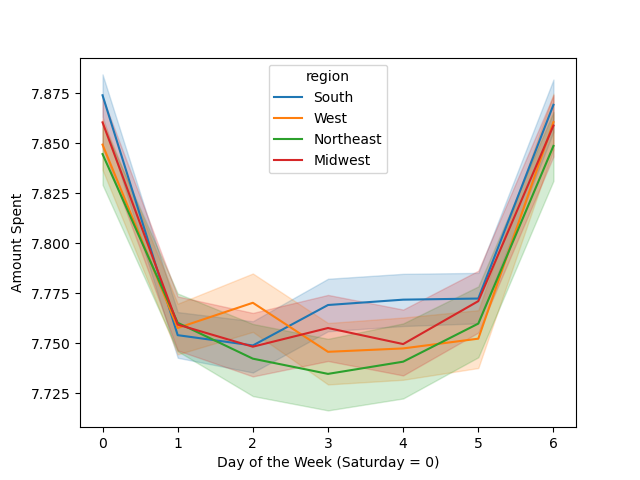 region
South
West
Northeast
Midwest
7.875
7.850
7.825
7.800
7.775
7.750
7.725
Amount Spent
0 1 2 3 4 5 6
Day of the Week (Saturday = 0)